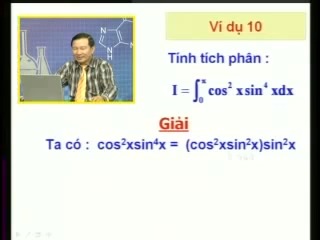 Ví dụ 10
Tính tích phân :
I = ∫₀^π cos² x sin⁴ xdx
Giải
Ta có : cos²xsin⁴x = (cos²xsin²x)sin²x